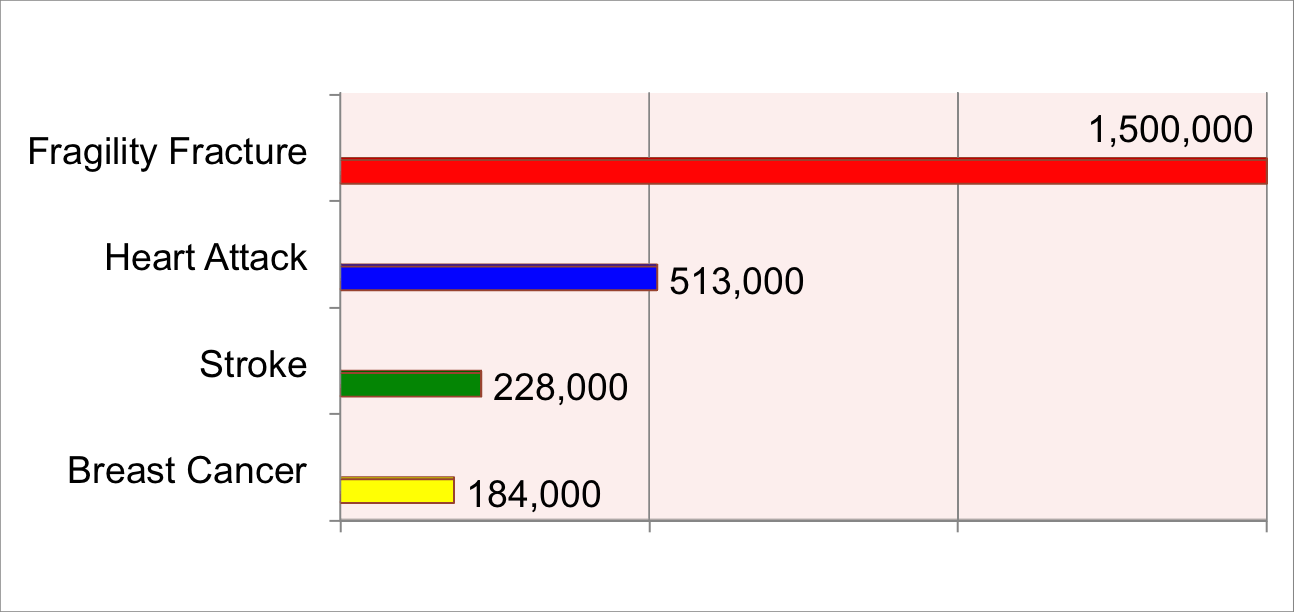 1,500,000
Fragility Fracture
Heart Attack
513,000
Stroke
228,000
Breast Cancer
184,000